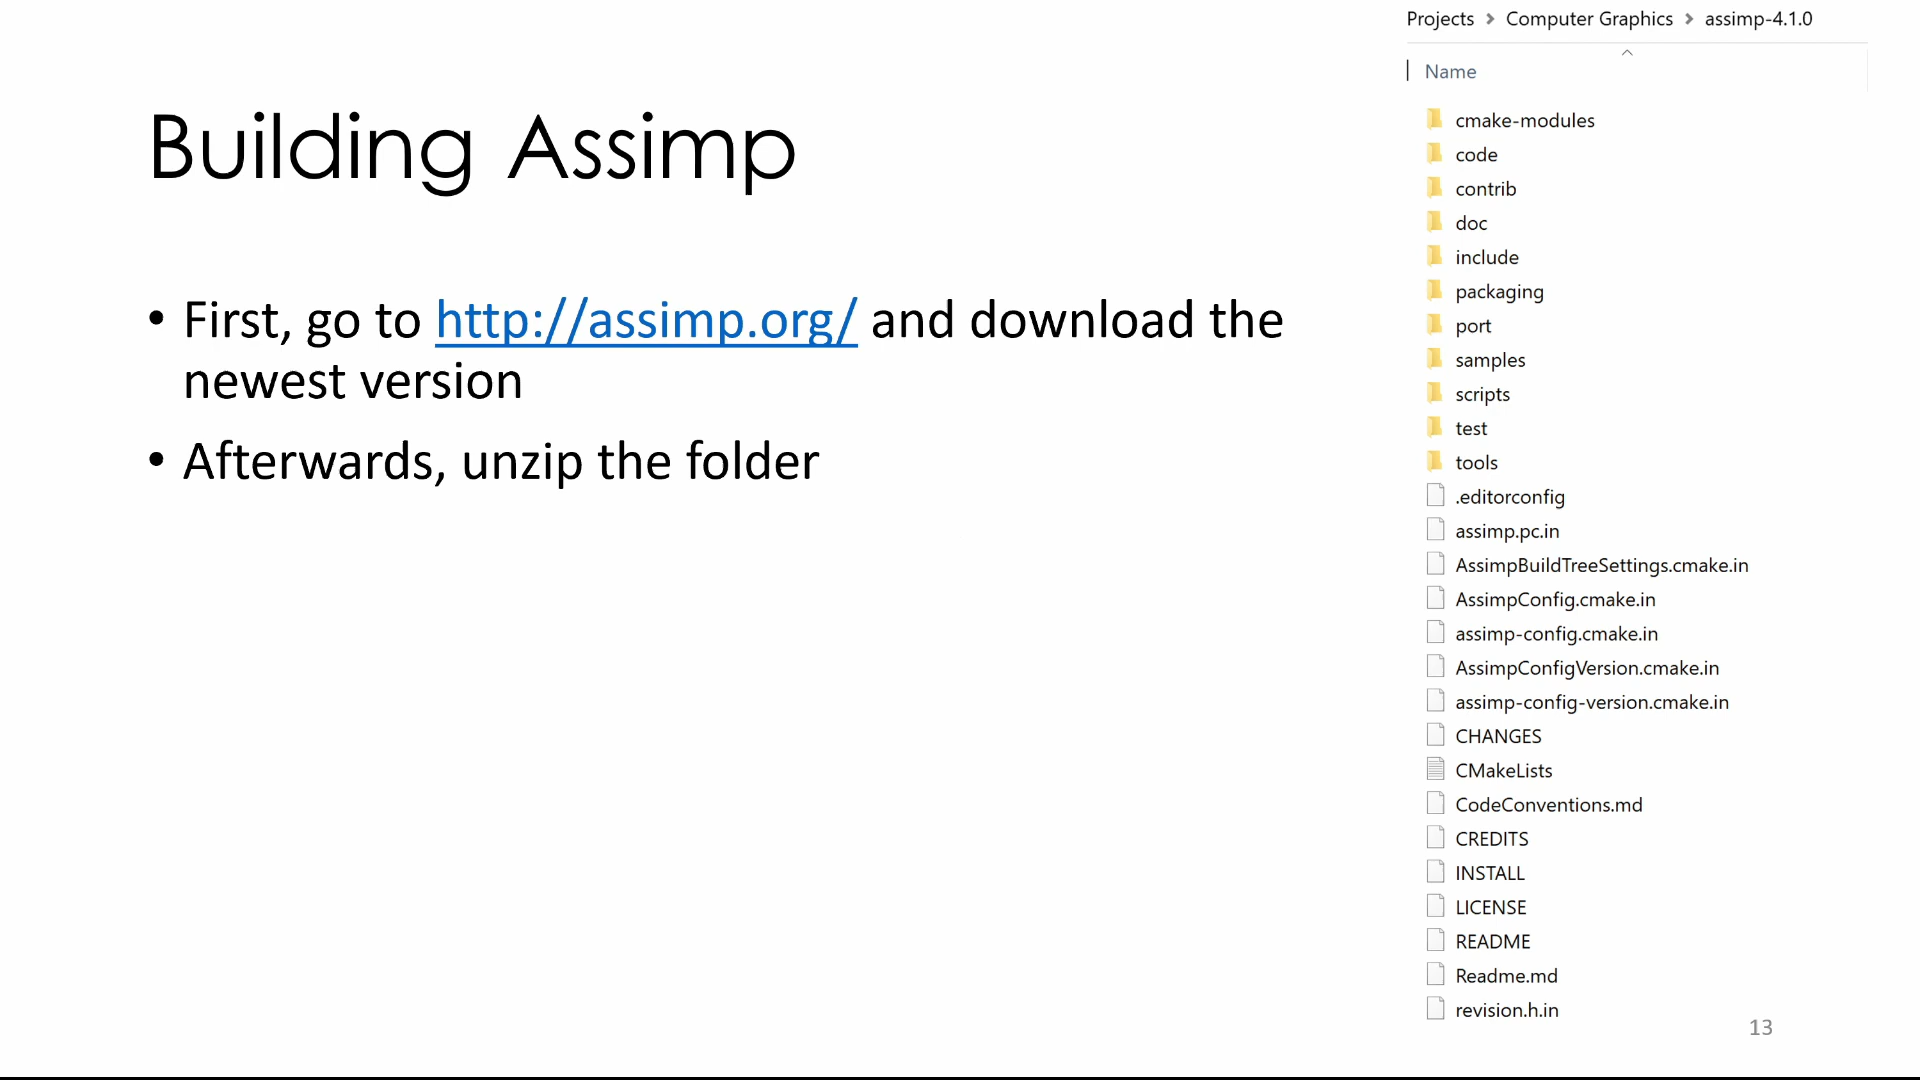 Building Assimp
• First, go to http://assimp.org/ and download the
newest version
• Afterwards, unzip the folder
Projects > Computer Graphics > assimp-4.1.0
Name
cmake-modules
code
contrib
doc
include
packaging
port
samples
scripts
test
tools
.editorconfig
assimp.pc.in
AssimpBuildTreeSettings.cmake.in
AssimpConfig.cmake.in
assimp-config.cmake.in
AssimpConfigVersion.cmake.in
assimp-config-version.cmake.in
CHANGES
CMakeLists
CodeConventions.md
CREDITS
INSTALL
LICENSE
README
Readme.md
revision.h.in
13